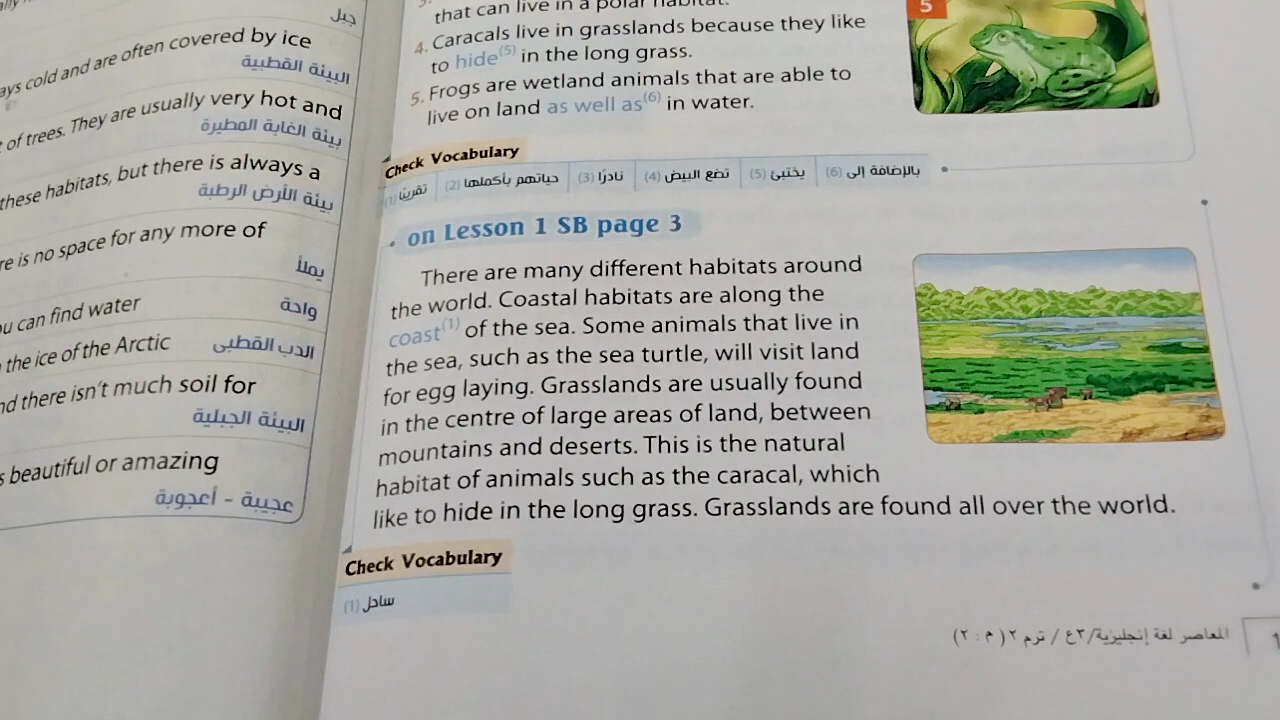 جبل
ays cold and are often covered by ice
البيئة القطبية
of trees. They are usually very hot and
بيئة الغابة المطيرة
these habitats, but there is always a
بيئة الأرض الرطبة
re is no space for any more of
يملأ
ou can find water
واحة
the ice of the Arctic
الدب القطبى
nd there isn't much soil for
البيئة الجبلية
s beautiful or amazing
عجيبة - أعجوبة
that can live in a polar habitat.
4. Caracals live in grasslands because they like
to hide(5) in the long grass.
5. Frogs are wetland animals that are able to
live on land as well as(6) in water.
5
Check Vocabulary
(1) تقريبًا (2) حياتهم بأكملها (3) نادرًا (4) تضع البيض (5) يختبئ (6) بالإضافة إلى
on Lesson 1 SB page 3
There are many different habitats around
the world. Coastal habitats are along the
coast(1) of the sea. Some animals that live in
the sea, such as the sea turtle, will visit land
for egg laying. Grasslands are usually found
in the centre of large areas of land, between
mountains and deserts. This is the natural
habitat of animals such as the caracal, which
like to hide in the long grass. Grasslands are found all over the world.
Check Vocabulary
(1) ساحل
المعاصر لغة إنجليزية/٣ع / ترم ٢ (م : ٢)